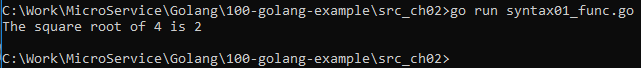 C:\Work\MicroService\Golang\100-golang-example\src_ch02>go run syntax01_func.go
The square root of 4 is 2
C:\Work\MicroService\Golang\100-golang-example\src_ch02>